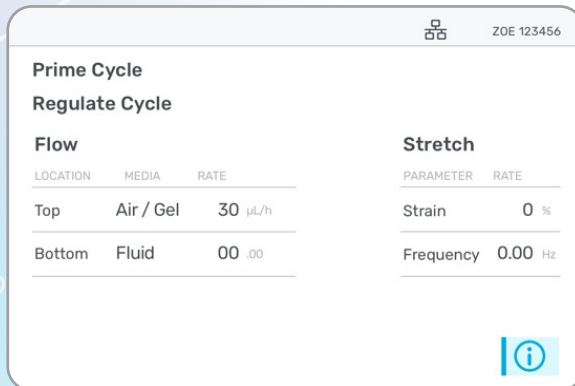 ZOE 123456
Prime Cycle
Regulate Cycle
Flow
LOCATION MEDIA RATE
Top Air / Gel 30 µL/h
Bottom Fluid 00 .00
Stretch
PARAMETER RATE
Strain 0 %
Frequency 0.00 Hz